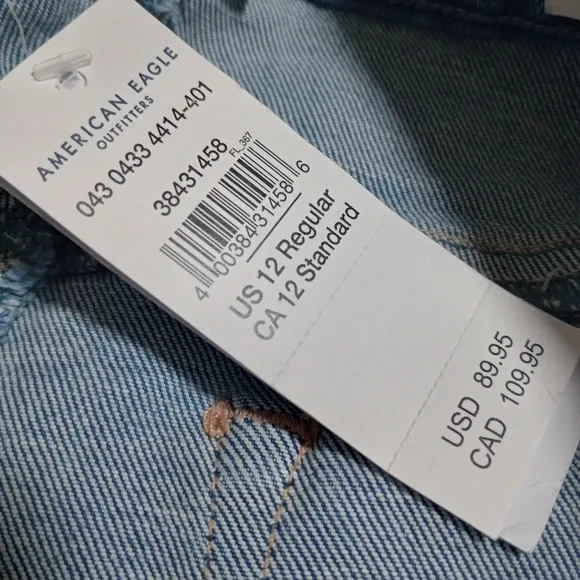 AMERICAN EAGLE
OUTFITTERS
043 0433 4414-401
38431458
FL_367
4 00384 31458 6
US 12 Regular
CA 12 Standard
USD 89.95
CAD 109.95